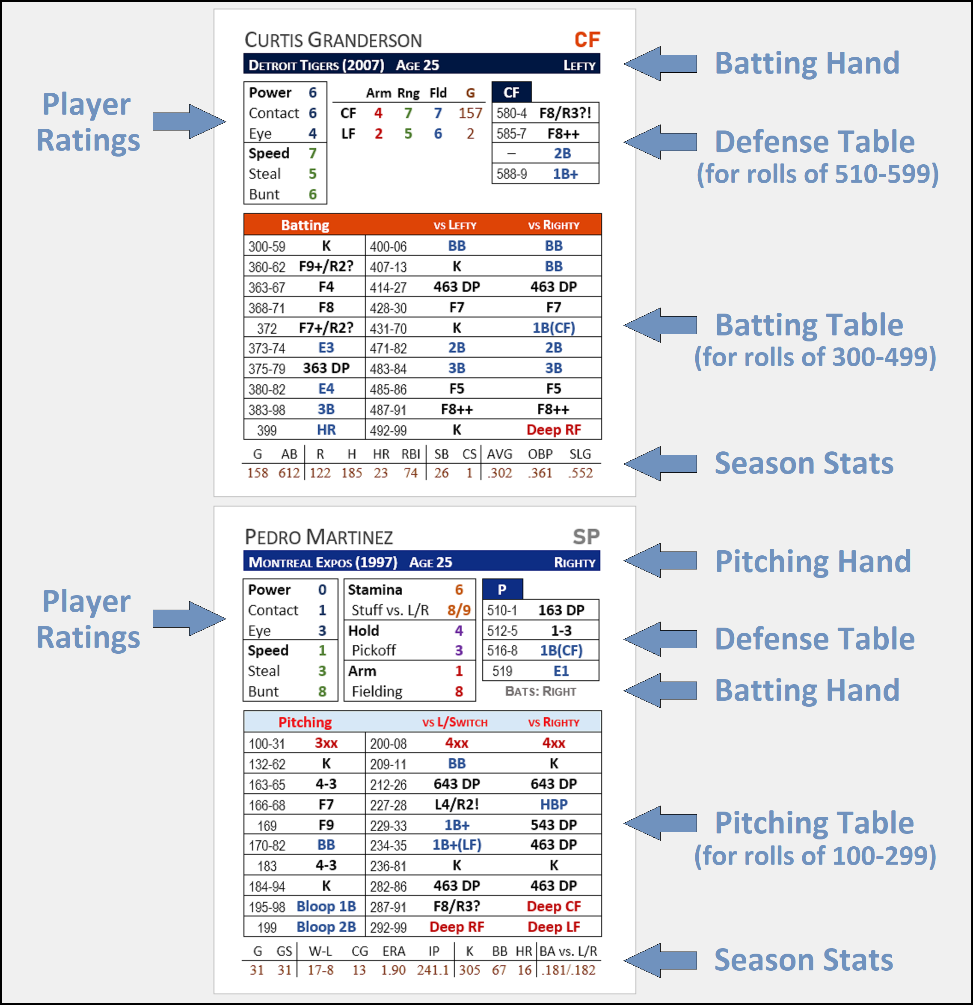 CURTIS GRANDERSON CF
DETROIT TIGERS (2007) AGE 25 LEFTY
Batting Hand
Player Ratings
Power 6
Contact 6
Eye 4
Speed 7
Steal 5
Bunt 6
Arm Rng Fld G
CF 4 7 7 157
LF 2 5 6 2
CF
580-4 F8/R3?!
585-7 F8++
– 2B
588-9 1B+
Defense Table
(for rolls of 510-599)
Batting VS LEFTY VS RIGHTY
300-59 K 400-06 BB BB
360-62 F9+/R2? 407-13 K BB
363-67 F4 414-27 463 DP 463 DP
368-71 F8 428-30 F7 F7
372 F7+/R2? 431-70 K 1B(CF)
373-74 E3 471-82 2B 2B
375-79 363 DP 483-84 3B 3B
380-82 E4 485-86 F5 F5
383-98 3B 487-91 F8++ F8++
399 HR 492-99 K Deep RF
Batting Table
(for rolls of 300-499)
G AB R H HR RBI SB CS AVG OBP SLG
158 612 122 185 23 74 26 1 .302 .361 .552
Season Stats
PEDRO MARTINEZ SP
MONTREAL EXPOS (1997) AGE 25 RIGHTY
Pitching Hand
Player
Ratings
Power 0
Contact 1
Eye 3
Speed 1
Steal 3
Bunt 8
Stamina 6
Stuff vs. L/R 8/9
Hold 4
Pickoff 3
Arm 1
Fielding 8
P
510-1 163 DP
512-5 1-3
516-8 1B(CF)
519 E1
BATS: RIGHT
Defense Table
Batting Hand
Pitching VS L/SWITCH VS RIGHTY
100-31 3xx 200-08 4xx 4xx
132-62 K 209-11 BB K
163-65 4-3 212-26 643 DP 643 DP
166-68 F7 227-28 L4/R2! HBP
169 F9 229-33 1B+ 543 DP
170-82 BB 234-35 1B+(LF) 463 DP
183 4-3 236-81 K K
184-94 K 282-86 463 DP 463 DP
195-98 Bloop 1B 287-91 F8/R3? Deep CF
199 Bloop 2B 292-99 Deep RF Deep LF
Pitching Table
(for rolls of 100-299)
G GS W-L CG ERA IP K BB HR BA vs. L/R
31 31 17-8 13 1.90 241.1 305 67 16 .181/.182
Season Stats